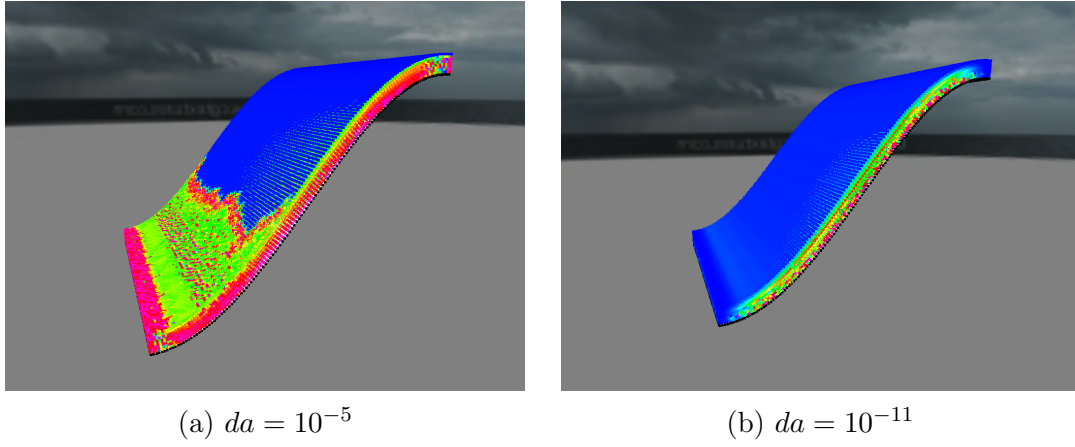 (a) da = 10^{-5}
(b) da = 10^{-11}